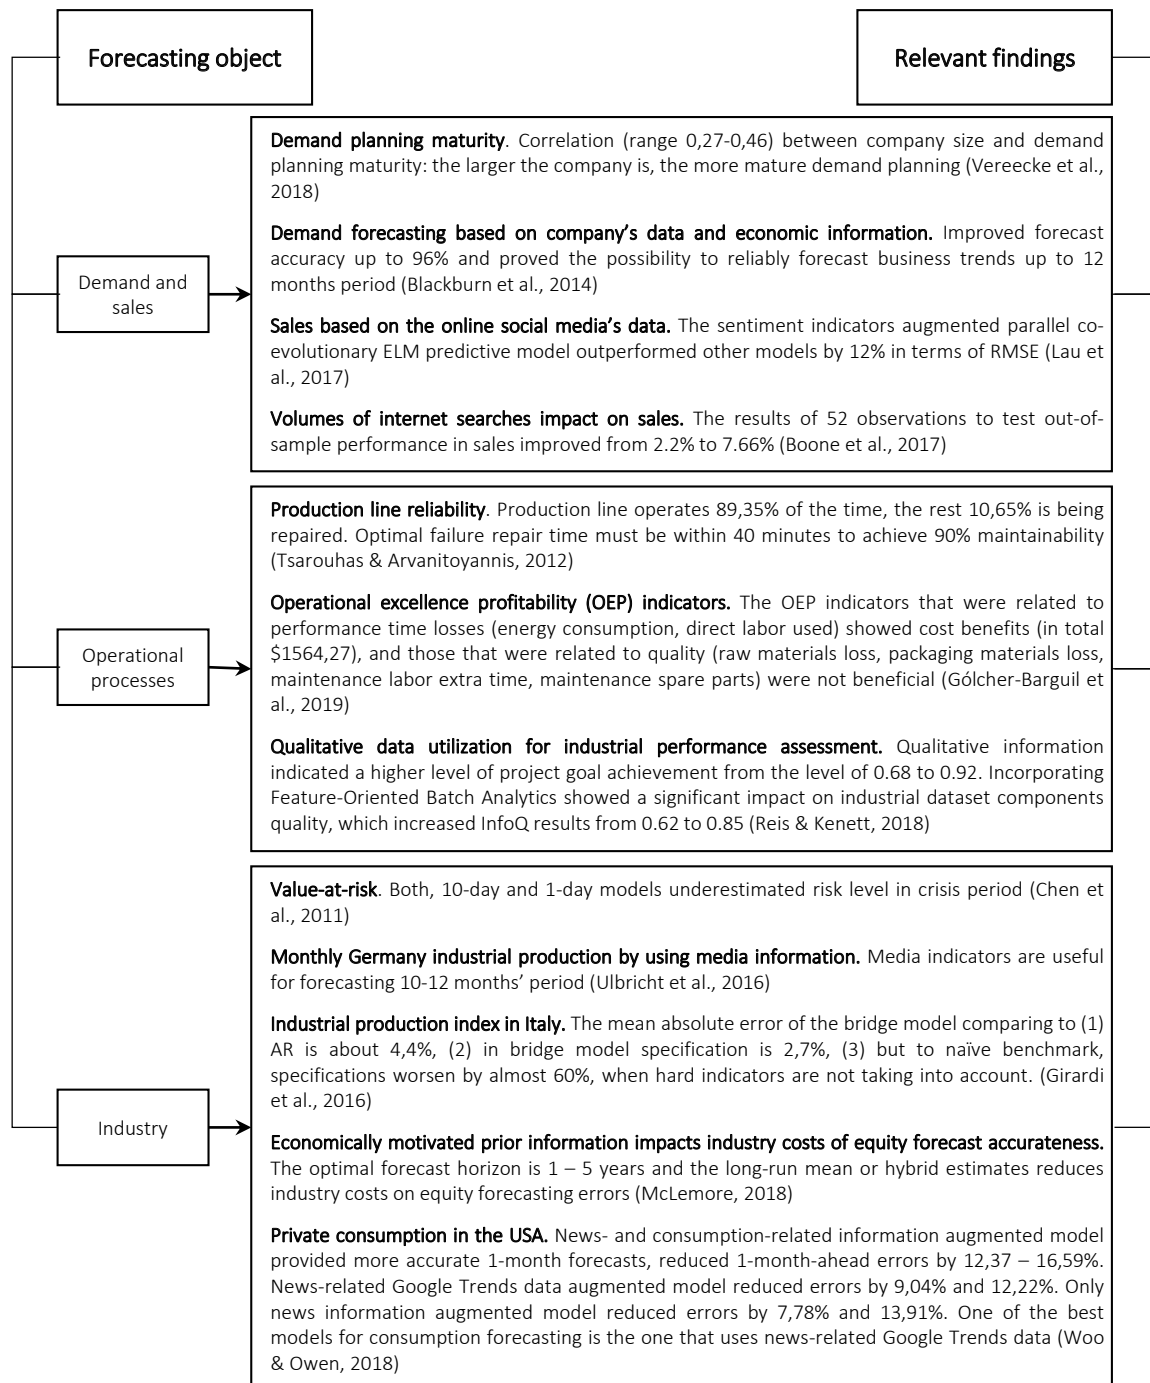 Forecasting object
Relevant findings
Demand and
sales
Demand planning maturity. Correlation (range 0,27-0,46) between company size and demand
planning maturity: the larger the company is, the more mature demand planning (Vereecke et al.,
2018)
Demand forecasting based on company's data and economic information. Improved forecast
accuracy up to 96% and proved the possibility to reliably forecast business trends up to 12
months period (Blackburn et al., 2014)
Sales based on the online social media's data. The sentiment indicators augmented parallel co-
evolutionary ELM predictive model outperformed other models by 12% in terms of RMSE (Lau et
al., 2017)
Volumes of internet searches impact on sales. The results of 52 observations to test out-of-
sample performance in sales improved from 2.2% to 7.66% (Boone et al., 2017)
Operational
processes
Production line reliability. Production line operates 89,35% of the time, the rest 10,65% is being
repaired. Optimal failure repair time must be within 40 minutes to achieve 90% maintainability
(Tsarouhas & Arvanitoyannis, 2012)
Operational excellence profitability (OEP) indicators. The OEP indicators that were related to
performance time losses (energy consumption, direct labor used) showed cost benefits (in total
$1564,27), and those that were related to quality (raw materials loss, packaging materials loss,
maintenance labor extra time, maintenance spare parts) were not beneficial (Gólcher-Barguil et
al., 2019)
Qualitative data utilization for industrial performance assessment. Qualitative information
indicated a higher level of project goal achievement from the level of 0.68 to 0.92. Incorporating
Feature-Oriented Batch Analytics showed a significant impact on industrial dataset components
quality, which increased InfoQ results from 0.62 to 0.85 (Reis & Kenett, 2018)
Industry
Value-at-risk. Both, 10-day and 1-day models underestimated risk level in crisis period (Chen et
al., 2011)
Monthly Germany industrial production by using media information. Media indicators are useful
for forecasting 10-12 months' period (Ulbricht et al., 2016)
Industrial production index in Italy. The mean absolute error of the bridge model comparing to (1)
AR is about 4,4%, (2) in bridge model specification is 2,7%, (3) but to naïve benchmark,
specifications worsen by almost 60%, when hard indicators are not taking into account. (Girardi
et al., 2016)
Economically motivated prior information impacts industry costs of equity forecast accurateness.
The optimal forecast horizon is 1 – 5 years and the long-run mean or hybrid estimates reduces
industry costs on equity forecasting errors (McLemore, 2018)
Private consumption in the USA. News- and consumption-related information augmented model
provided more accurate 1-month forecasts, reduced 1-month-ahead errors by 12,37 – 16,59%.
News-related Google Trends data augmented model reduced errors by 9,04% and 12,22%. Only
news information augmented model reduced errors by 7,78% and 13,91%. One of the best
models for consumption forecasting is the one that uses news-related Google Trends data (Woo
& Owen, 2018)